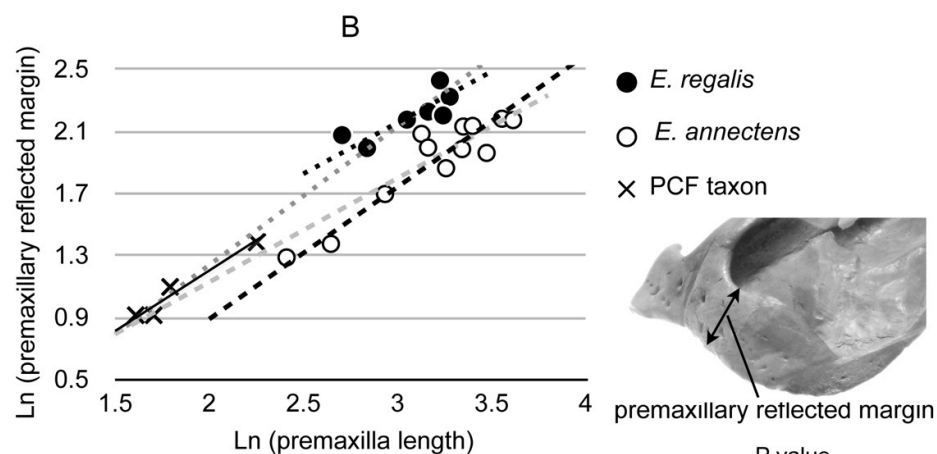 B
Ln (premaxillary reflected margin)
2.5
2.1
1.7
1.3
0.9
0.5
1.5 2 2.5 3 3.5 4
Ln (premaxilla length)
E. regalis
E. annectens
PCF taxon
premaxillary reflected margin
P value